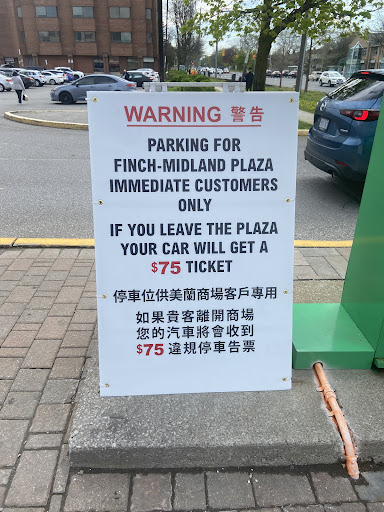 WARNING 警告
PARKING FOR
FINCH-MIDLAND PLAZA
IMMEDIATE CUSTOMERS
ONLY
IF YOU LEAVE THE PLAZA
YOUR CAR WILL GET A
$75 TICKET
停車位供美蘭商場客戶專用
如果貴客離開商場
您的汽車將會收到
$75 違規停車告票